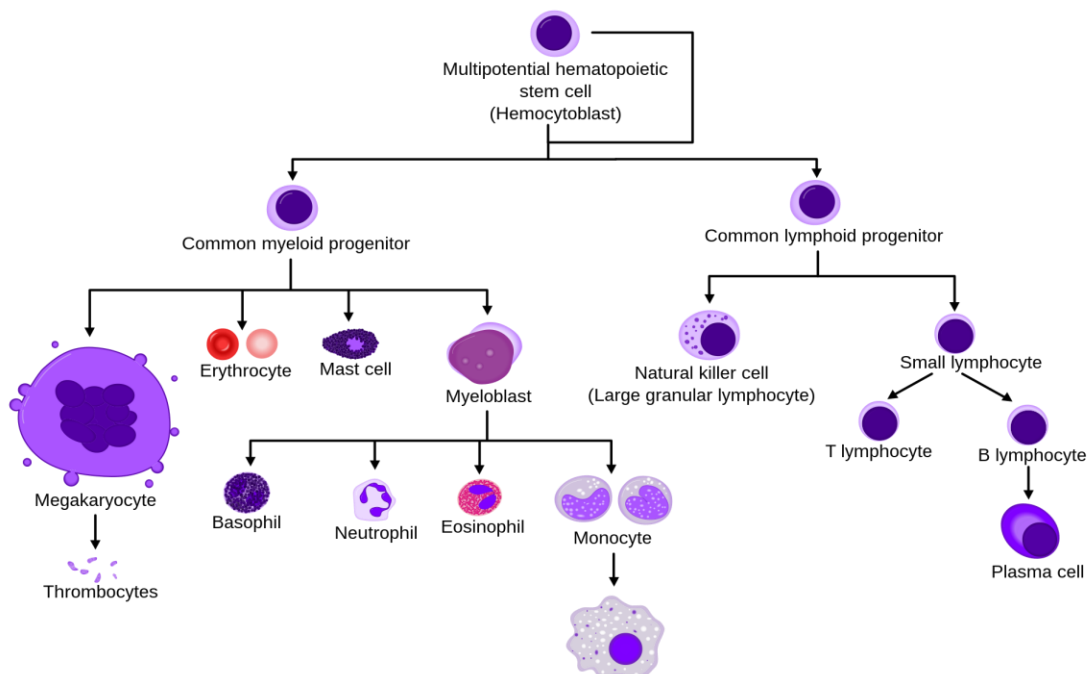 Multipotential hematopoietic
stem cell
(Hemocytoblast)
Common myeloid progenitor
Common lymphoid progenitor
Erythrocyte
Mast cell
Myeloblast
Natural killer cell
(Large granular lymphocyte)
Small lymphocyte
T lymphocyte
B lymphocyte
Megakaryocyte
Basophil
Neutrophil
Eosinophil
Monocyte
Plasma cell
Thrombocytes